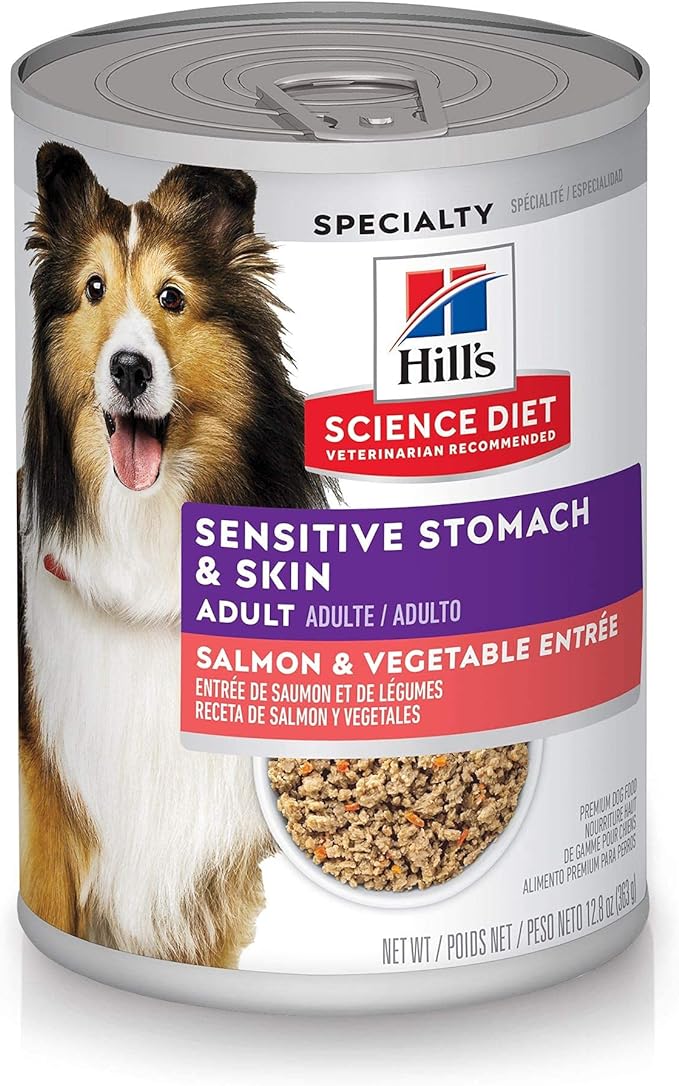 SPECIALTY
SPÉCIALITÉ / ESPECIALIDAD
Hill's
SCIENCE DIET
VETERINARIAN RECOMMENDED
SENSITIVE STOMACH
& SKIN
ADULT ADULTE / ADULTO
SALMON & VEGETABLE ENTRÉE
ENTRÉE DE SAUMON ET DE LÉGUMES
RECETA DE SALMON Y VEGETALES
PREMIUM DOG FOOD
NOURRITURE HAUT
DE GAMME POUR CHIENS
ALIMENTO PREMIUM PARA PERROS
NET WT / POIDS NET / PESO NETO 12.8 oz (363 g)